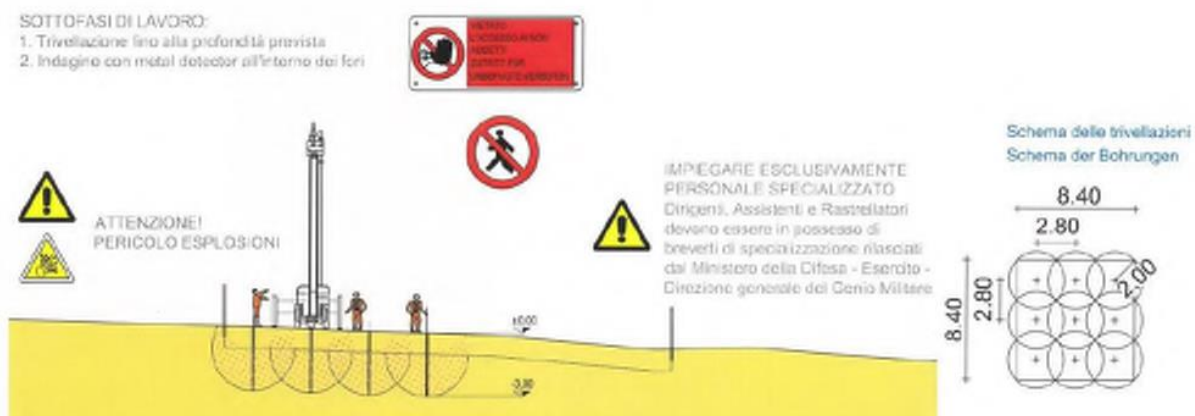 SOTTOFASI DI LAVORO:
1. Trivellazione fino alla profondità prevista
2. Indagine con metal detector all'interno dei fori
VIETATO
ATTENZIONE!
PERICOLO ESPLOSIONI
IMPIEGARE ESCLUSIVAMENTE
PERSONALE SPECIALIZZATO
Dirigenti, Assistenti e Rastrellatori
devono essere in possesso di
brevetti di specializzazione rilasciati
dal Ministero della Difesa - Esercito -
Direzione generale del Genio Militare
±0,00
-3,00
Schema delle trivellazioni
Schema der Bohrungen
8.40
2.80
8.40
2.80
2.00